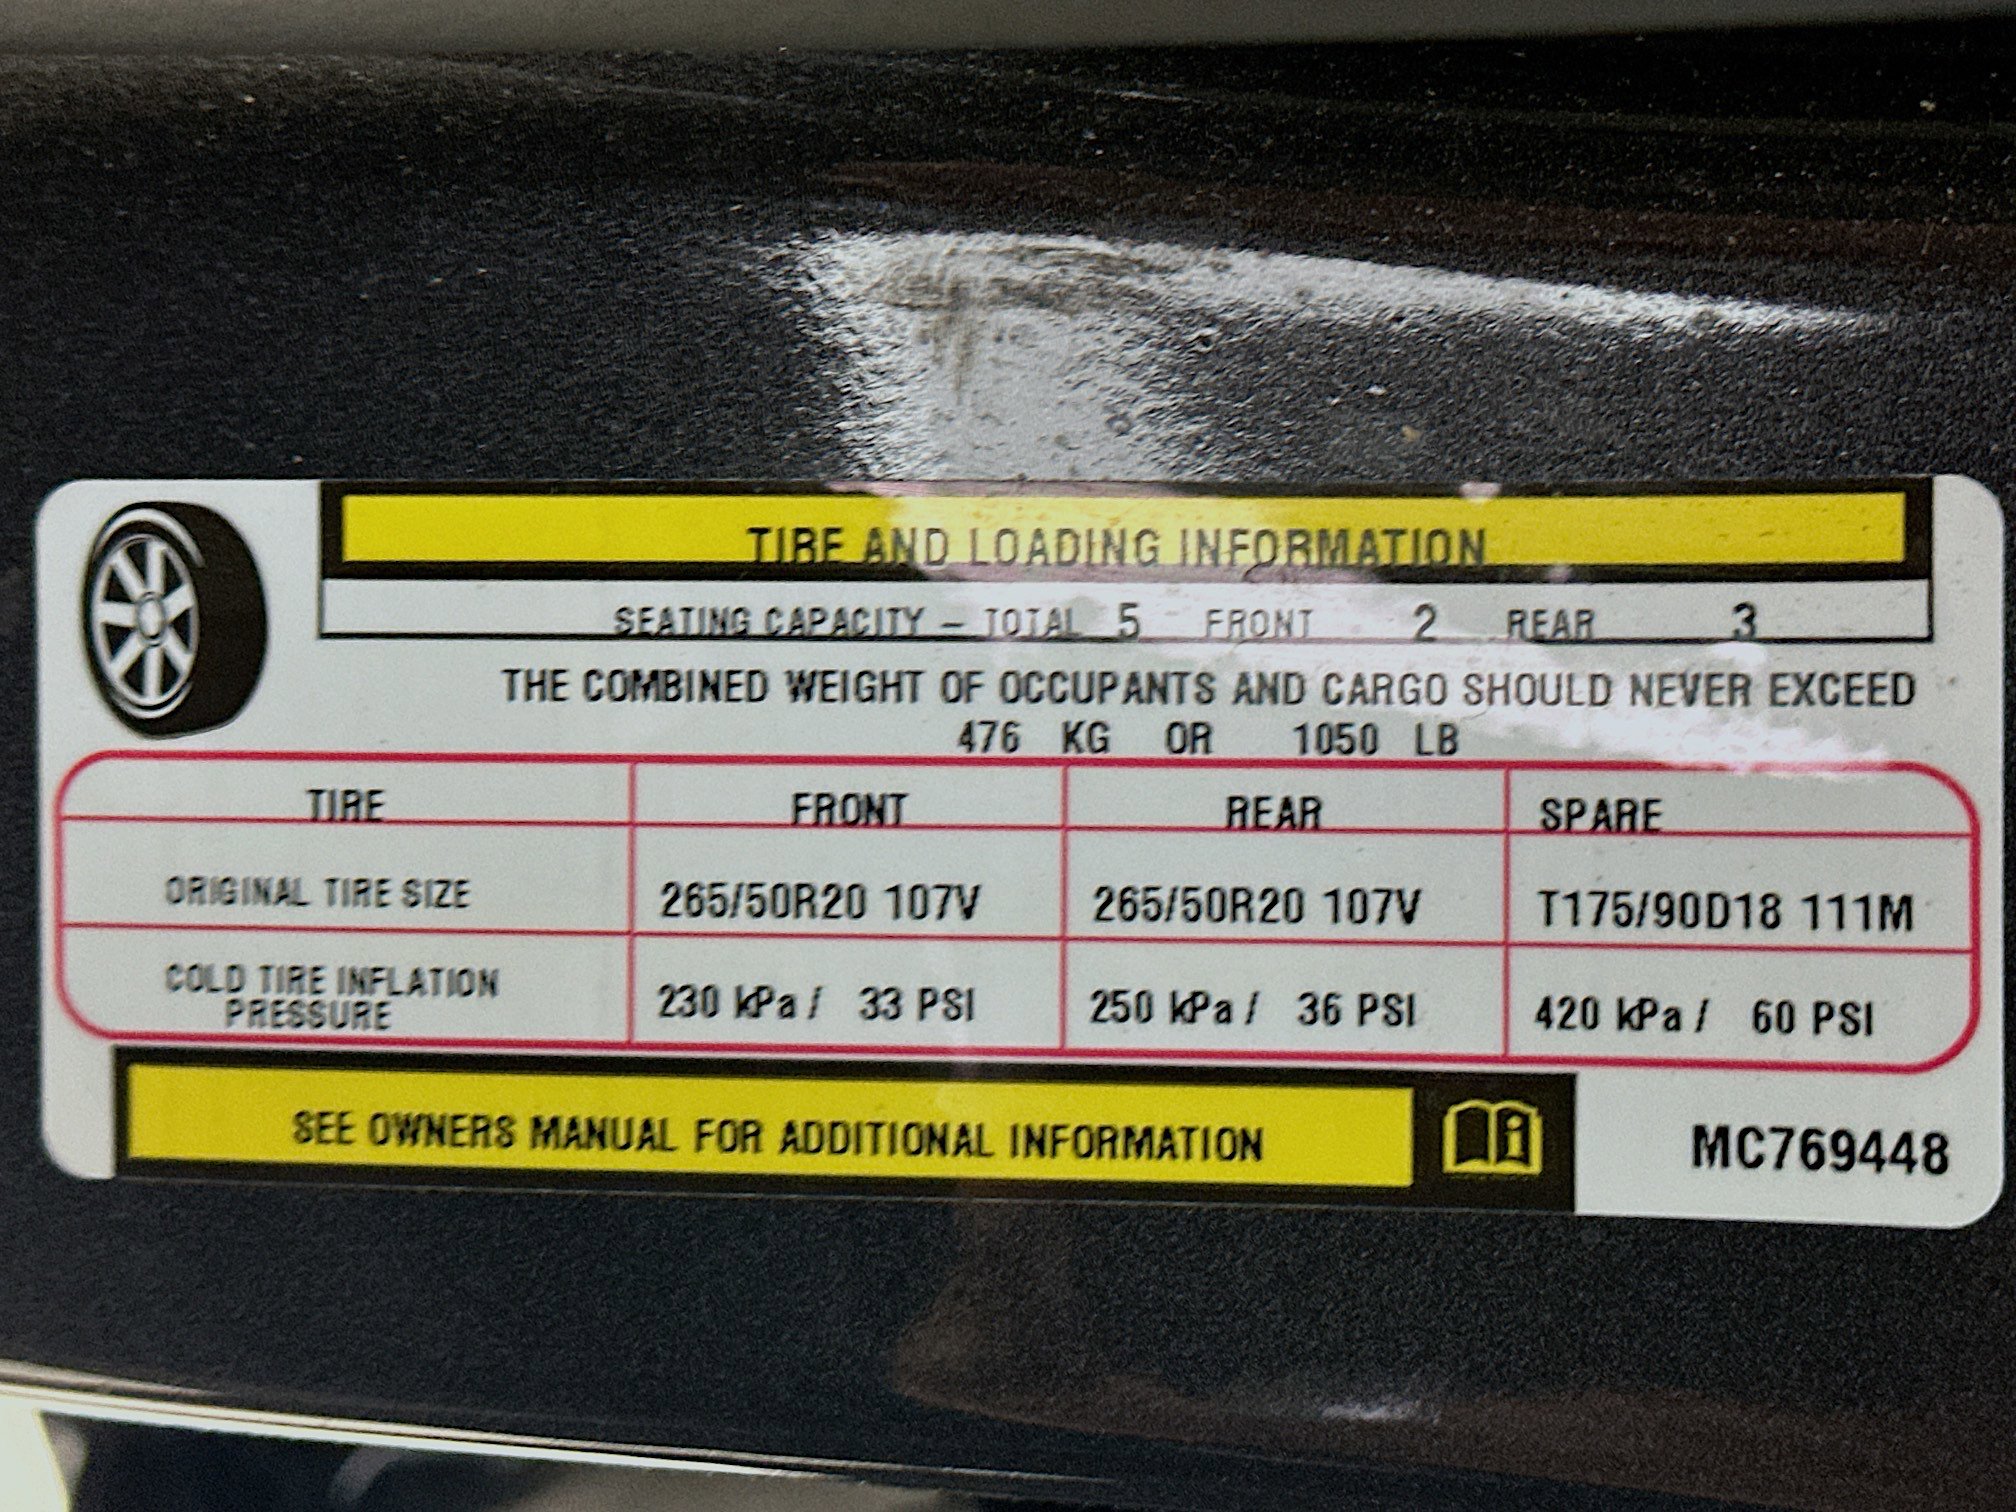 TIRE AND LOADING INFORMATION
SEATING CAPACITY – TOTAL 5 FRONT 2 REAR 3
THE COMBINED WEIGHT OF OCCUPANTS AND CARGO SHOULD NEVER EXCEED
476 KG OR 1050 LB
TIRE FRONT REAR SPARE
ORIGINAL TIRE SIZE 265/50R20 107V 265/50R20 107V T175/90D18 111M
COLD TIRE INFLATION
PRESSURE 230 kPa / 33 PSI 250 kPa / 36 PSI 420 kPa / 60 PSI
SEE OWNERS MANUAL FOR ADDITIONAL INFORMATION
MC769448